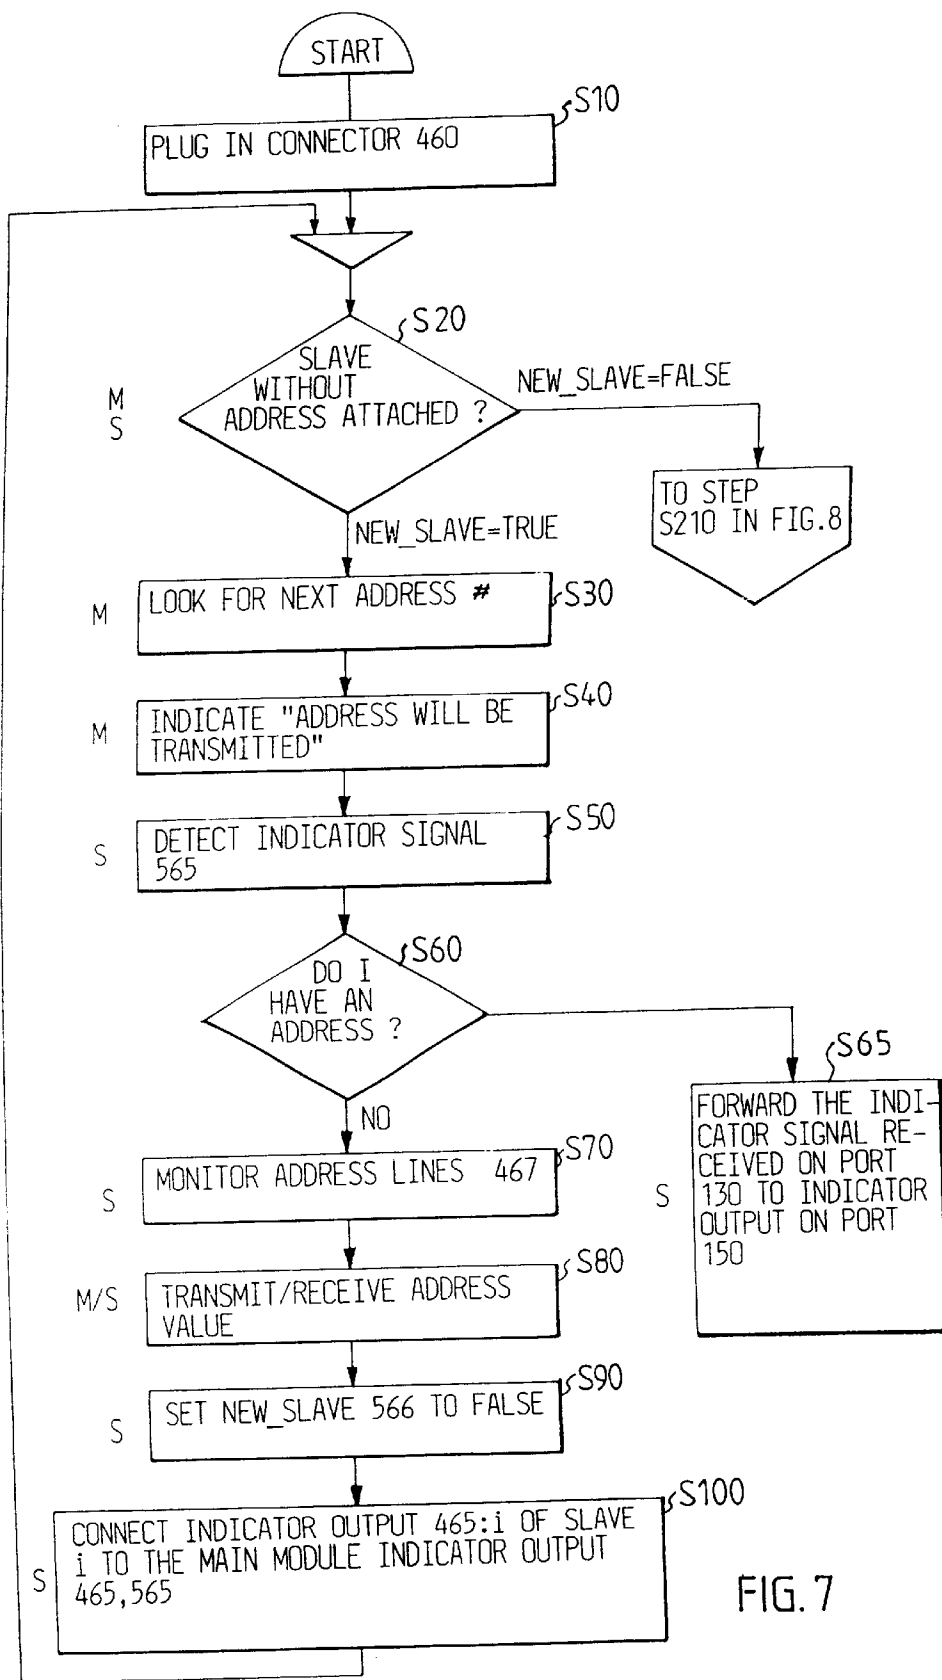 START
S10
PLUG IN CONNECTOR 460
S20
SLAVE
WITHOUT
ADDRESS ATTACHED ?
M
S
NEW_SLAVE=FALSE
TO STEP
S210 IN FIG.8
NEW_SLAVE=TRUE
M
LOOK FOR NEXT ADDRESS #
S30
M
INDICATE "ADDRESS WILL BE
TRANSMITTED"
S40
S
DETECT INDICATOR SIGNAL
565
S50
S60
DO I
HAVE AN
ADDRESS ?
S65
FORWARD THE INDI-
CATOR SIGNAL RE-
CEIVED ON PORT
130 TO INDICATOR
OUTPUT ON PORT
150
S
NO
S
MONITOR ADDRESS LINES 467
S70
M/S
TRANSMIT/RECEIVE ADDRESS
VALUE
S80
S
SET NEW_SLAVE 566 TO FALSE
S90
S
CONNECT INDICATOR OUTPUT 465:i OF SLAVE
i TO THE MAIN MODULE INDICATOR OUTPUT
465,565
S100
FIG. 7